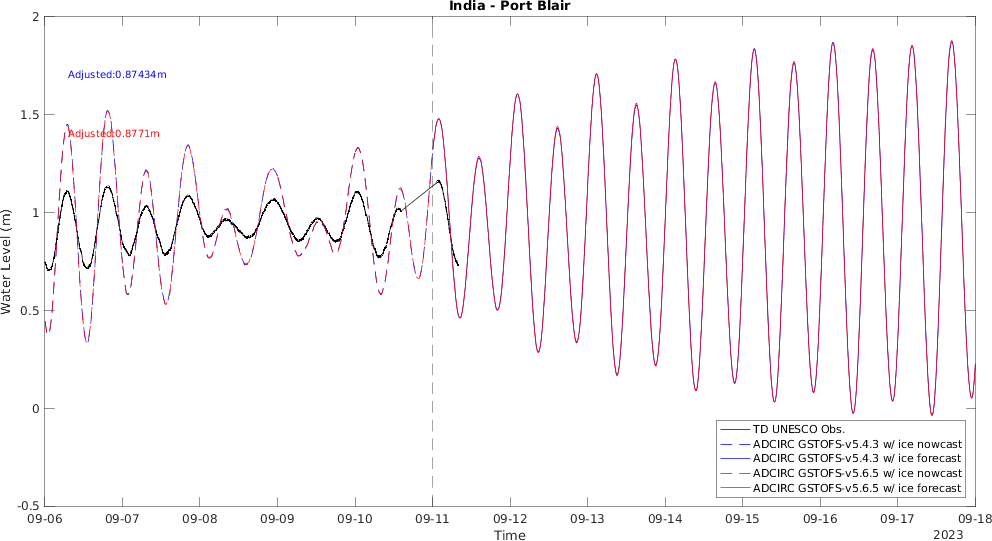 India - Port Blair
2
1.5
1
0.5
0
-0.5
Water Level (m)
Adjusted:0.87434m
Adjusted:0.8771m
TD UNESCO Obs.
ADCIRC GSTOFS-v5.4.3 w/ ice nowcast
ADCIRC GSTOFS-v5.4.3 w/ ice forecast
ADCIRC GSTOFS-v5.6.5 w/ ice nowcast
ADCIRC GSTOFS-v5.6.5 w/ ice forecast
09-06 09-07 09-08 09-09 09-10 09-11 09-12 09-13 09-14 09-15 09-16 09-17 09-18
Time
2023